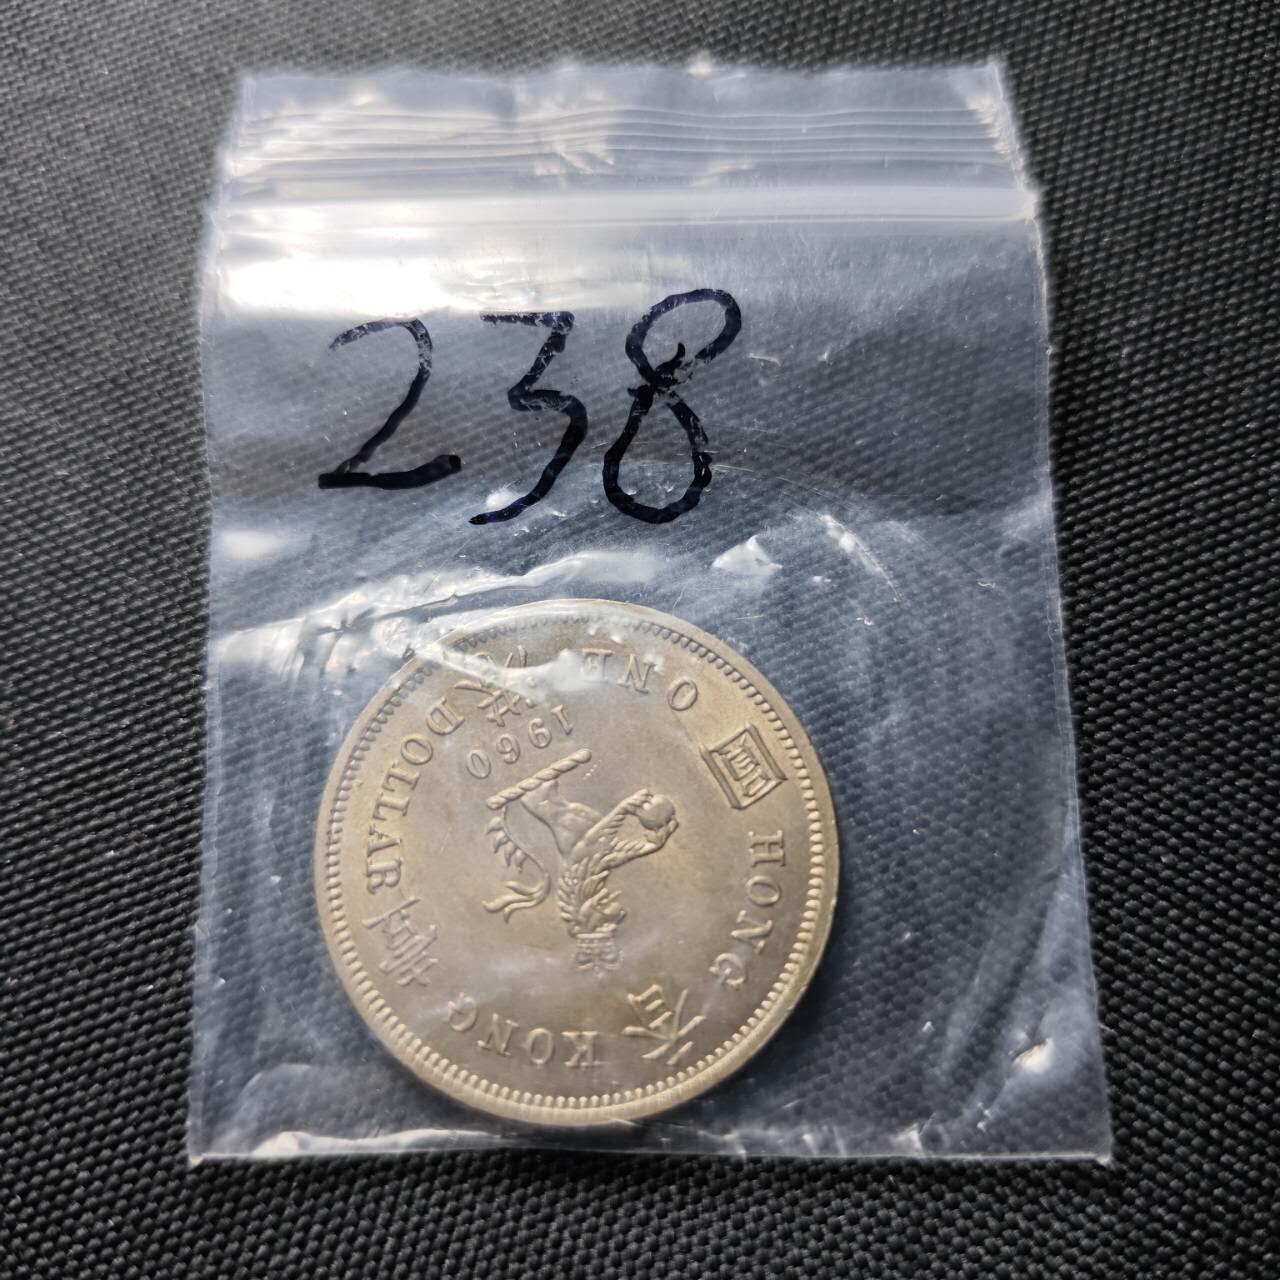 238
HONG KONG
ONE DOLLAR
1960
香港
壹圓